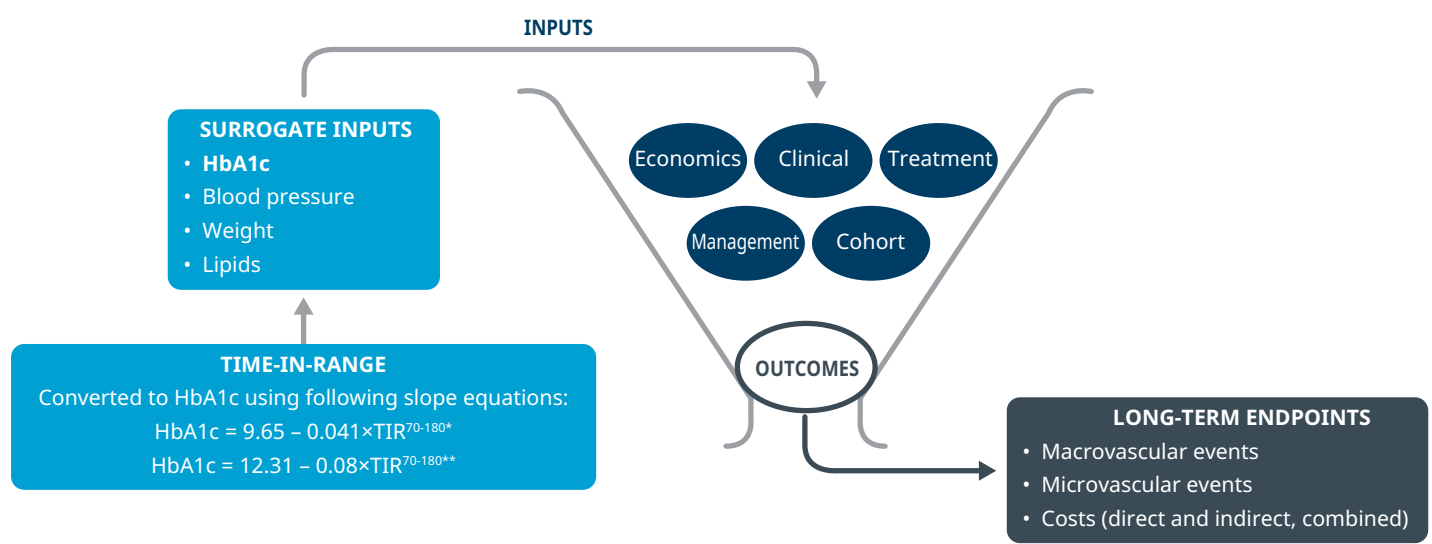 INPUTS
SURROGATE INPUTS
• HbA1c
• Blood pressure
• Weight
• Lipids
TIME-IN-RANGE
Converted to HbA1c using following slope equations:
HbA1c = 9.65 – 0.041×TIR70-180*
HbA1c = 12.31 – 0.08×TIR70-180**
Economics Clinical Treatment
Management Cohort
OUTCOMES
LONG-TERM ENDPOINTS
• Macrovascular events
• Microvascular events
• Costs (direct and indirect, combined)